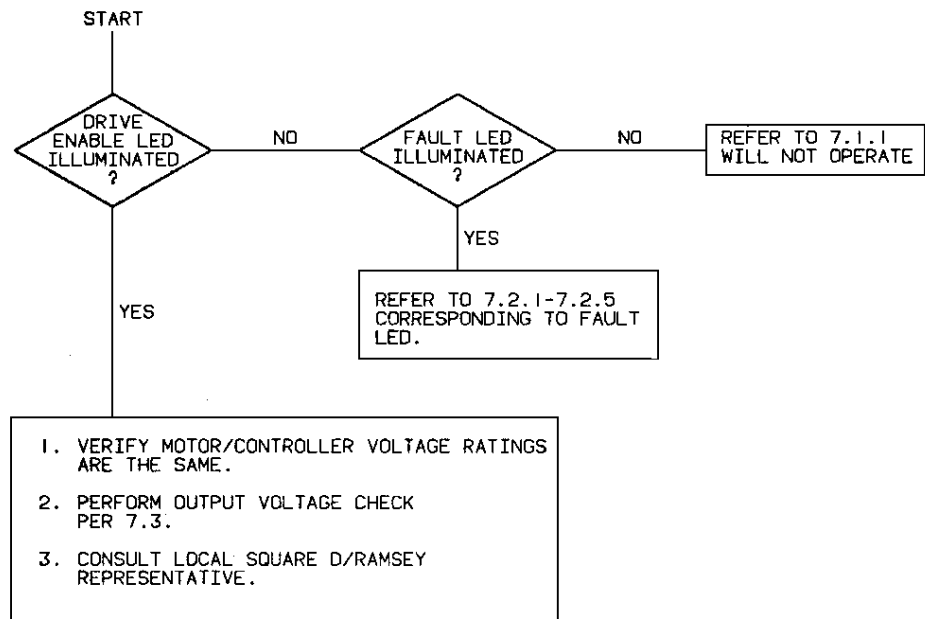 START
DRIVE
ENABLE LED
ILLUMINATED
?
NO
FAULT LED
ILLUMINATED
?
NO
REFER TO 7.1.1
WILL NOT OPERATE
YES
REFER TO 7.2.1-7.2.5
CORRESPONDING TO FAULT
LED.
YES
1. VERIFY MOTOR/CONTROLLER VOLTAGE RATINGS
ARE THE SAME.
2. PERFORM OUTPUT VOLTAGE CHECK
PER 7.3.
3. CONSULT LOCAL SQUARE D/RAMSEY
REPRESENTATIVE.